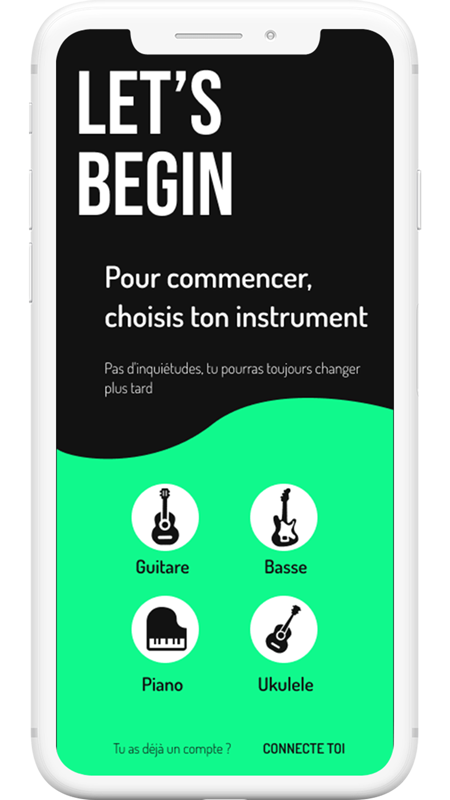 LET'S
BEGIN
Pour commencer,
choisis ton instrument
Pas d'inquiétudes, tu pourras toujours changer
plus tard
Guitare Basse
Piano Ukulele
Tu as déjà un compte ? CONNECTE TOI